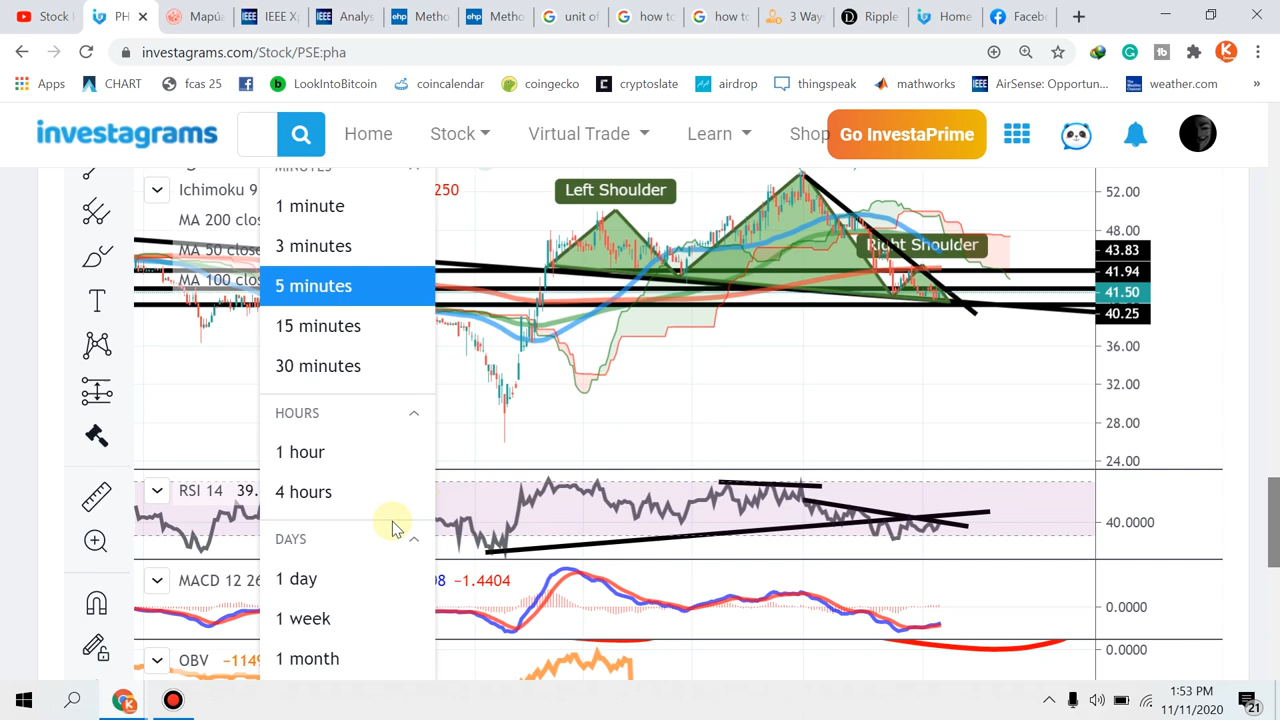 Stock I
PH
Mapúa
IEEE Xp
Analys
Metho
Metho
unit of
how to
how to
3 Way
Ripple
Home
Faceb
investagrams.com/Stock/PSE:pha
Apps
CHART
fcas 25
LookIntoBitcoin
coincalendar
coingecko
cryptoslate
airdrop
thingspeak
mathworks
AirSense: Opportun...
weather.com
»
investagrams
Home
Stock
Virtual Trade
Learn
Shop
Go InvestaPrime
MINUTES
Ichimoku 9
250
MA 200 clos
MA 50 close
MA 100 clos
1 minute
3 minutes
5 minutes
15 minutes
30 minutes
HOURS
1 hour
4 hours
DAYS
1 day
1 week
1 month
Left Shoulder
Right Shoulder
52.00
48.00
43.83
41.94
41.50
40.25
36.00
32.00
28.00
24.00
RSI 14 39.
40.0000
MACD 12 26
08 −1.4404
0.0000
OBV −1149
0.0000
1:53 PM
11/11/2020
21